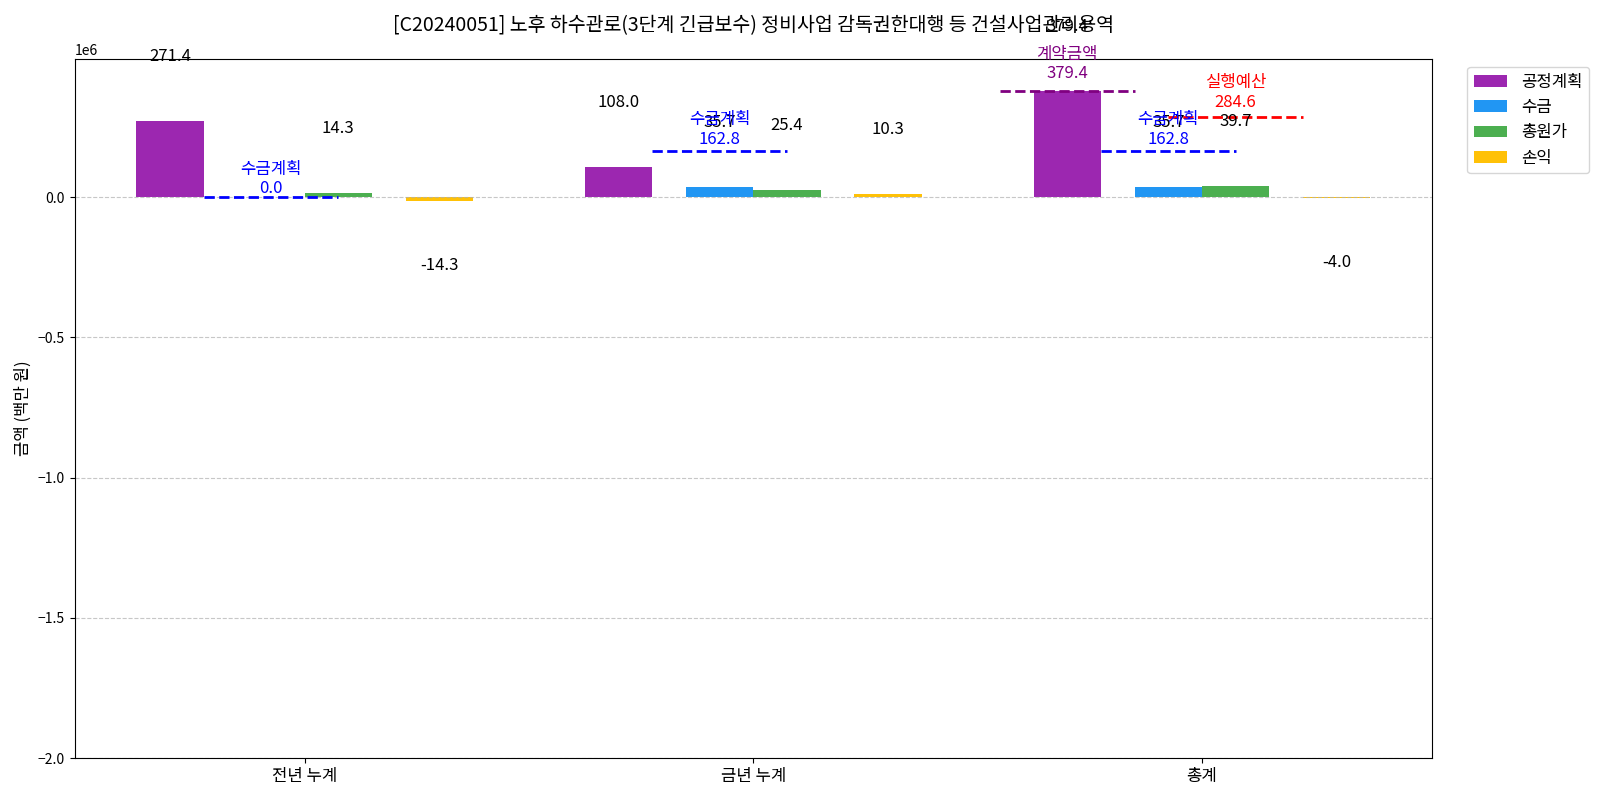 [C20240051] 노후 하수관로(3단계 긴급보수) 정비사업 감독권한대행 등 건설사업관리용역
1e6
271.4
수금계획
0.0
14.3
-14.3
108.0
수금계획
35.7
162.8
25.4
10.3
379.4
계약금액
379.4
수금계획
35.7
162.8
실행예산
284.6
39.7
-4.0
공정계획
수금
총원가
손익
금액 (백만 원)
0.0
−0.5
−1.0
−1.5
−2.0
전년 누계
금년 누계
총계